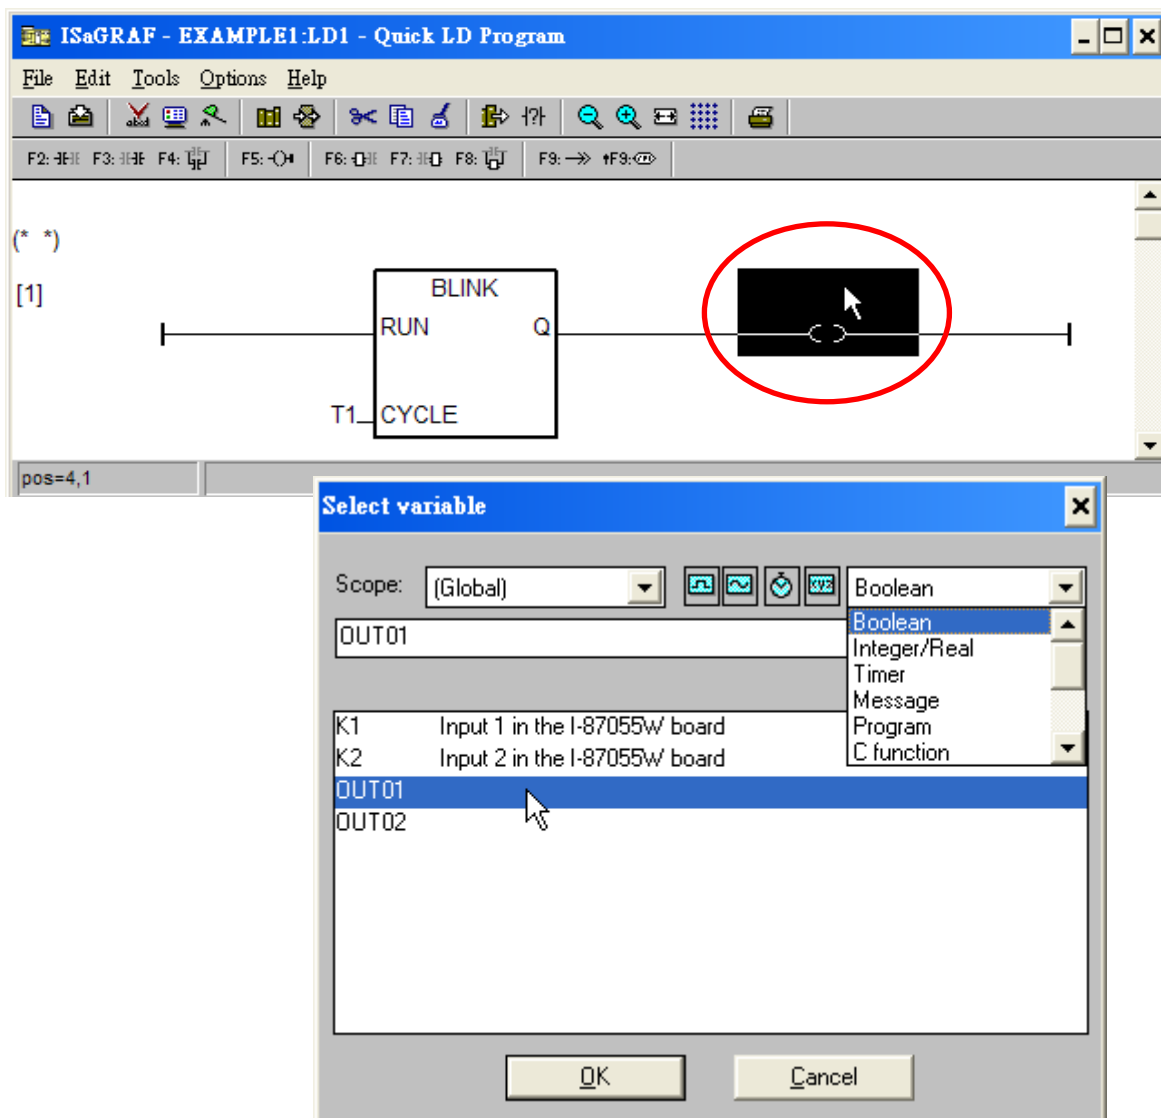 ISaGRAF - EXAMPLE1:LD1 - Quick LD Program
File Edit Tools Options Help
F2: F3: F4: F5: F6: F7: F8: F9: F9:
(* *)
[1]
BLINK
RUN Q
T1 CYCLE
pos=4,1
Select variable
Scope: (Global) xyz Boolean
OUT01
Boolean
Integer/Real
Timer
Message
Program
C function
K1 Input 1 in the I-87055W board
K2 Input 2 in the I-87055W board
OUT01
OUT02
OK Cancel